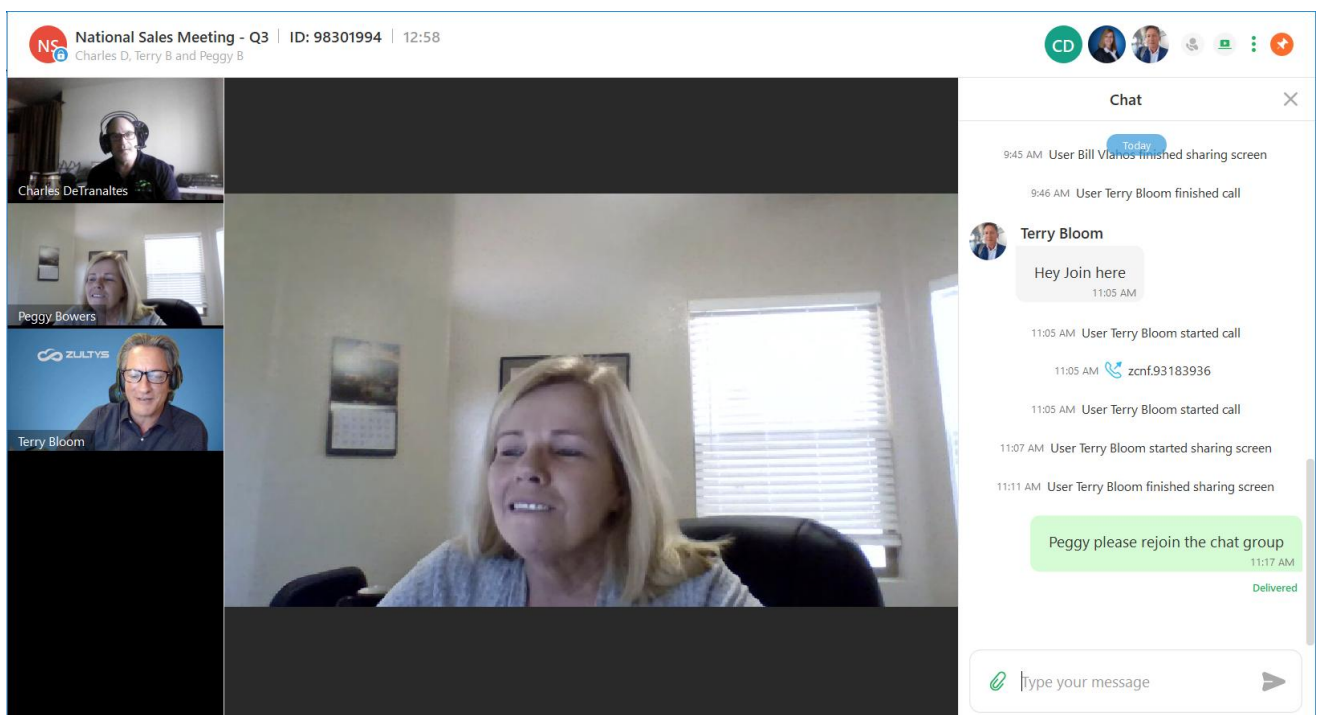 NS
National Sales Meeting - Q3 ID: 98301994 12:58
Charles D, Terry B and Peggy B
CD
Charles DeTranaltes
Peggy Bowers
ZULTYS
Terry Bloom
Chat
Today
9:45 AM User Bill Vlahos finished sharing screen
9:46 AM User Terry Bloom finished call
Terry Bloom
Hey Join here
11:05 AM
11:05 AM User Terry Bloom started call
11:05 AM zcnf.93183936
11:05 AM User Terry Bloom started call
11:07 AM User Terry Bloom started sharing screen
11:11 AM User Terry Bloom finished sharing screen
Peggy please rejoin the chat group
11:17 AM
Delivered
Type your message